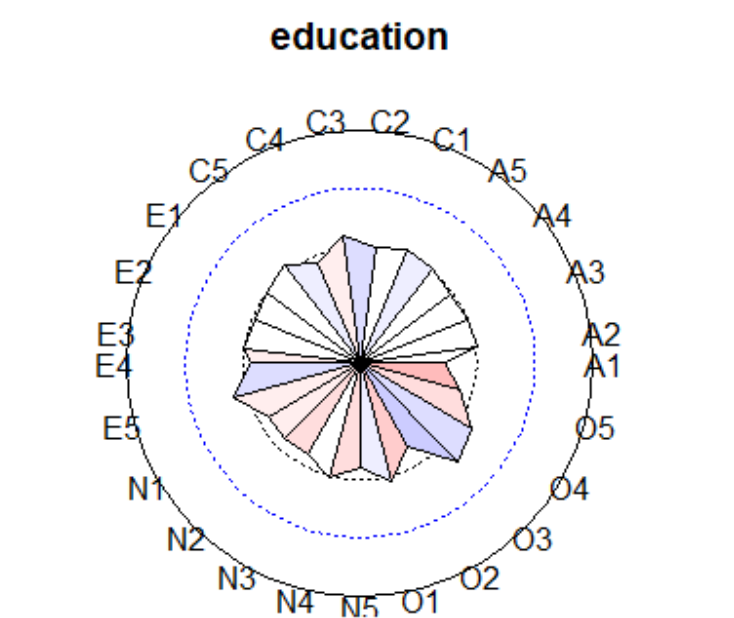 education
C3 C2
C4 C1
C5 A5
E1 A4
E2 A3
E3 A2
E4 A1
E5 O5
N1 O4
N2 O3
N3 O2
N4 N5 O1